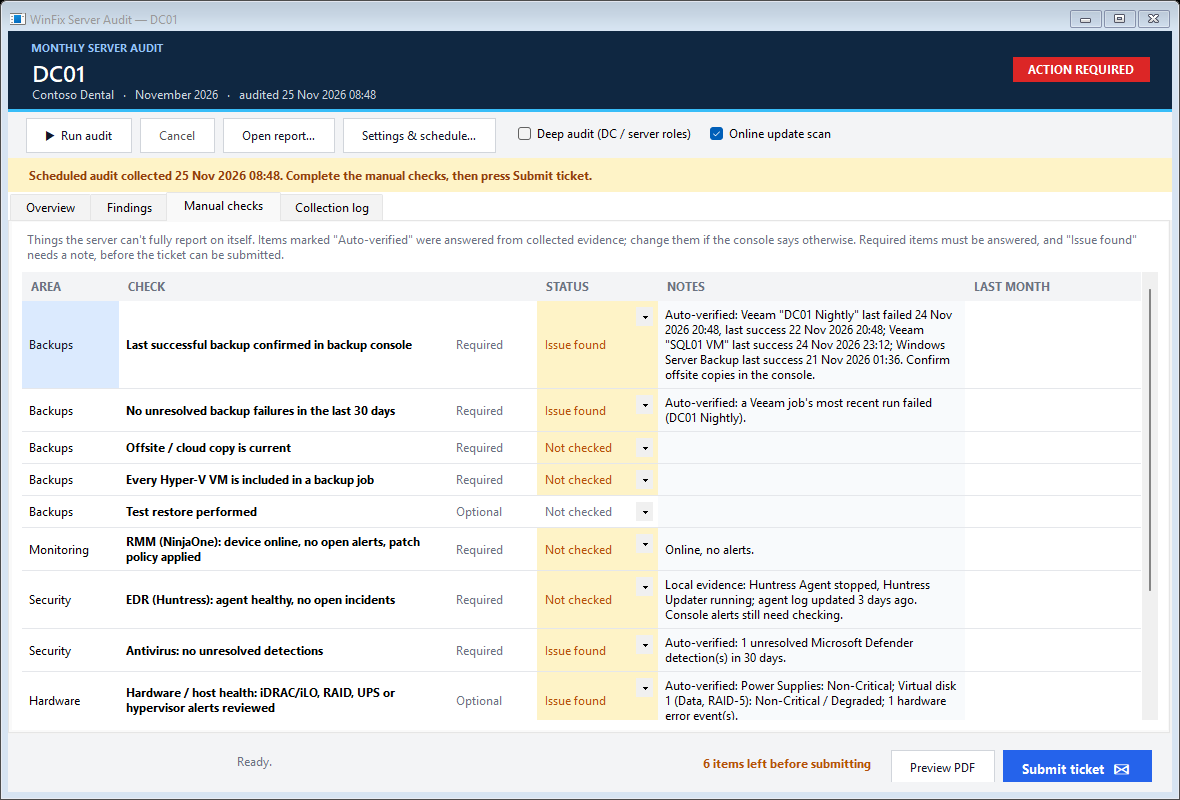 WinFix Server Audit — DC01
MONTHLY SERVER AUDIT
DC01
Contoso Dental · November 2026 · audited 25 Nov 2026 08:48
ACTION REQUIRED
Run audit
Cancel
Open report...
Settings & schedule...
Deep audit (DC / server roles)
Online update scan
Scheduled audit collected 25 Nov 2026 08:48. Complete the manual checks, then press Submit ticket.
Overview
Findings
Manual checks
Collection log
Things the server can't fully report on itself. Items marked "Auto-verified" were answered from collected evidence; change them if the console says otherwise. Required items must be answered, and "Issue found"
needs a note, before the ticket can be submitted.
AREA CHECK STATUS NOTES LAST MONTH
Backups
Last successful backup confirmed in backup console
Required
Issue found
Auto-verified: Veeam "DC01 Nightly" last failed 24 Nov
2026 20:48, last success 22 Nov 2026 20:48; Veeam
"SQL01 VM" last success 24 Nov 2026 23:12; Windows
Server Backup last success 21 Nov 2026 01:36. Confirm
offsite copies in the console.
Backups
No unresolved backup failures in the last 30 days
Required
Issue found
Auto-verified: a Veeam job's most recent run failed
(DC01 Nightly).
Backups
Offsite / cloud copy is current
Required
Not checked
Backups
Every Hyper-V VM is included in a backup job
Required
Not checked
Backups
Test restore performed
Optional
Not checked
Monitoring
RMM (NinjaOne): device online, no open alerts, patch
policy applied
Required
Not checked
Online, no alerts.
Security
EDR (Huntress): agent healthy, no open incidents
Required
Not checked
Local evidence: Huntress Agent stopped, Huntress
Updater running; agent log updated 3 days ago.
Console alerts still need checking.
Security
Antivirus: no unresolved detections
Required
Issue found
Auto-verified: 1 unresolved Microsoft Defender
detection(s) in 30 days.
Hardware
Hardware / host health: iDRAC/iLO, RAID, UPS or
hypervisor alerts reviewed
Optional
Issue found
Auto-verified: Power Supplies: Non-Critical; Virtual disk
1 (Data, RAID-5): Non-Critical / Degraded; 1 hardware
error event(s).
Ready.
6 items left before submitting
Preview PDF
Submit ticket